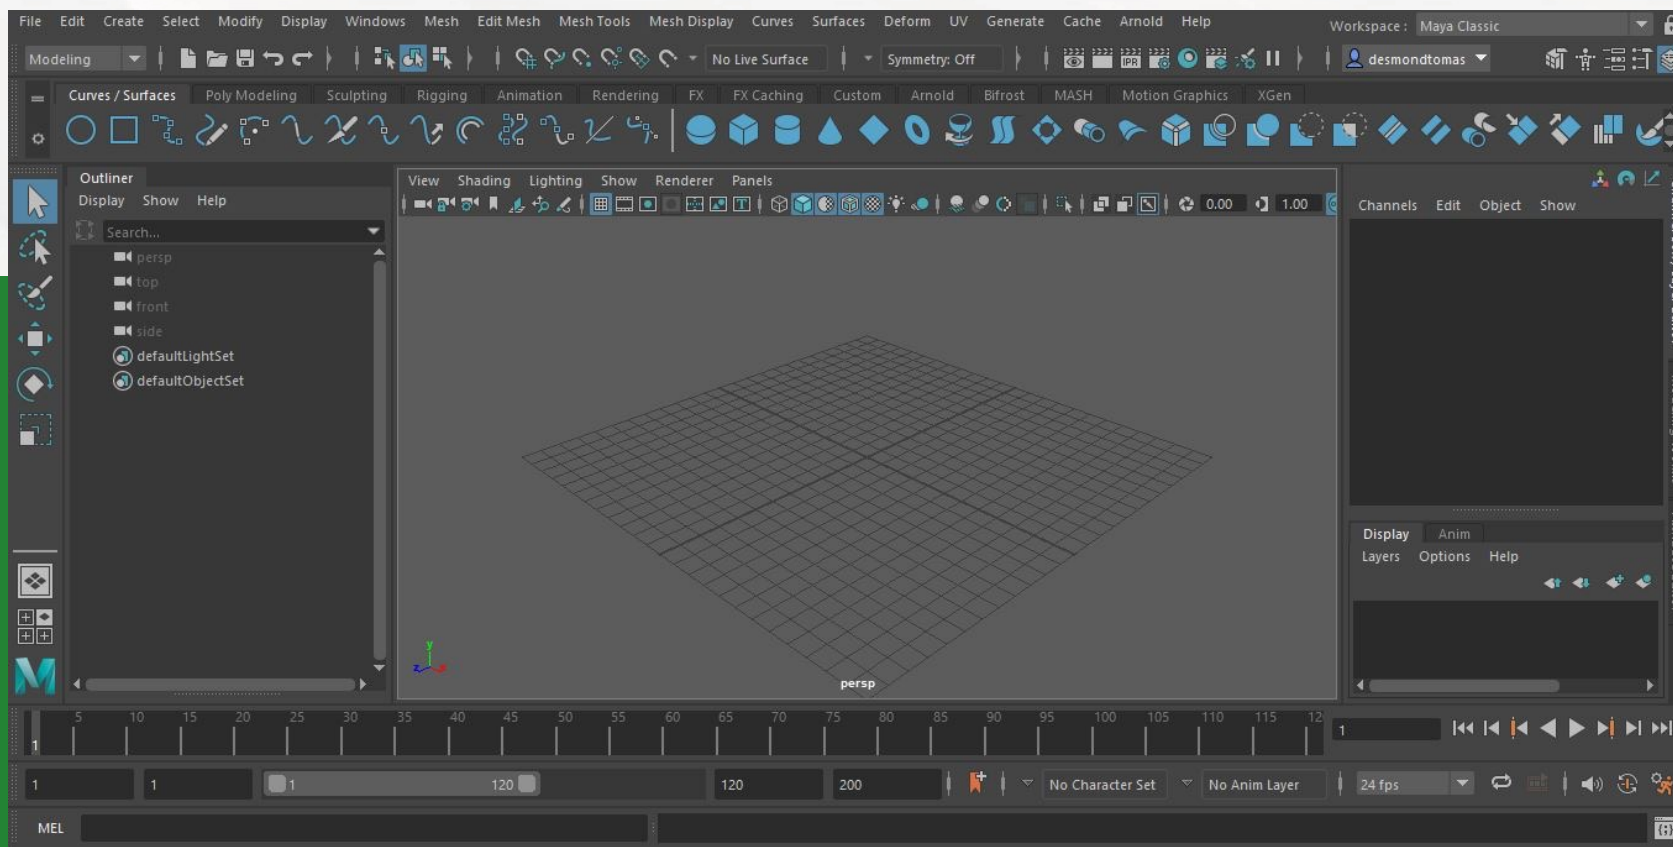 File Edit Create Select Modify Display Windows Mesh Edit Mesh Mesh Tools Mesh Display Curves Surfaces Deform UV Generate Cache Arnold Help Workspace : Maya Classic
Modeling No Live Surface Symmetry: Off IPR desmondtomas
Curves / Surfaces Poly Modeling Sculpting Rigging Animation Rendering FX FX Caching Custom Arnold Bifrost MASH Motion Graphics XGen
Outliner
Display Show Help
Search...
persp
top
front
side
defaultLightSet
defaultObjectSet
View Shading Lighting Show Renderer Panels
0.00 1.00
y
z x
persp
Channels Edit Object Show
Display Anim
Layers Options Help
5 10 15 20 25 30 35 40 45 50 55 60 65 70 75 80 85 90 95 100 105 110 115 12
1 1
1 1 1 120 120 200 No Character Set No Anim Layer 24 fps
MEL